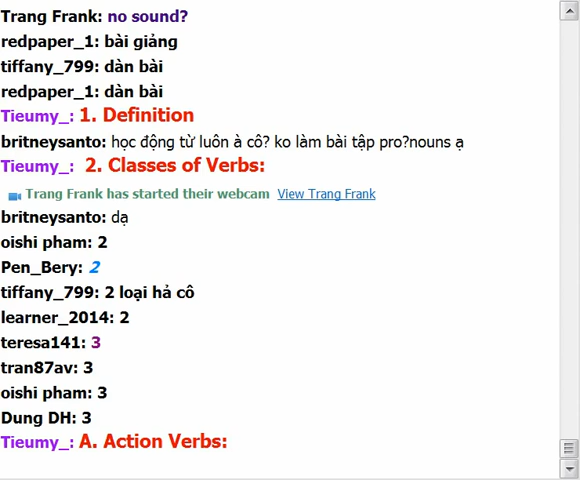 Trang Frank: no sound?
redpaper_1: bài giảng
tiffany_799: dàn bài
redpaper_1: dàn bài
Tieumy_: 1. Definition
britneysanto: học động từ luôn à cô? ko làm bài tập pro?nouns ạ
Tieumy_: 2. Classes of Verbs:
Trang Frank has started their webcam View Trang Frank
britneysanto: dạ
oishi pham: 2
Pen_Bery: 2
tiffany_799: 2 loại hả cô
learner_2014: 2
teresa141: 3
tran87av: 3
oishi pham: 3
Dung DH: 3
Tieumy_: A. Action Verbs: